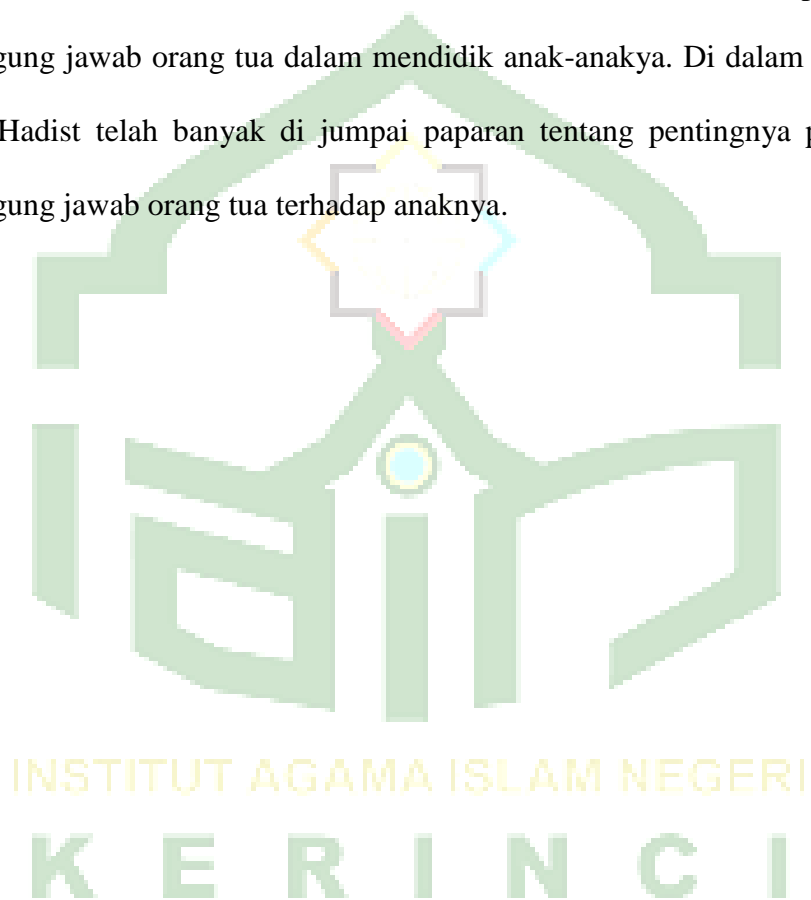 gung jawab orang tua dalam mendidik anak-anakya. Di dalam
Hadist telah banyak di jumpai paparan tentang pentingnya p
gung jawab orang tua terhadap anaknya.
iain
INSTITUT AGAMA ISLAM NEGERI
K E R I N C I